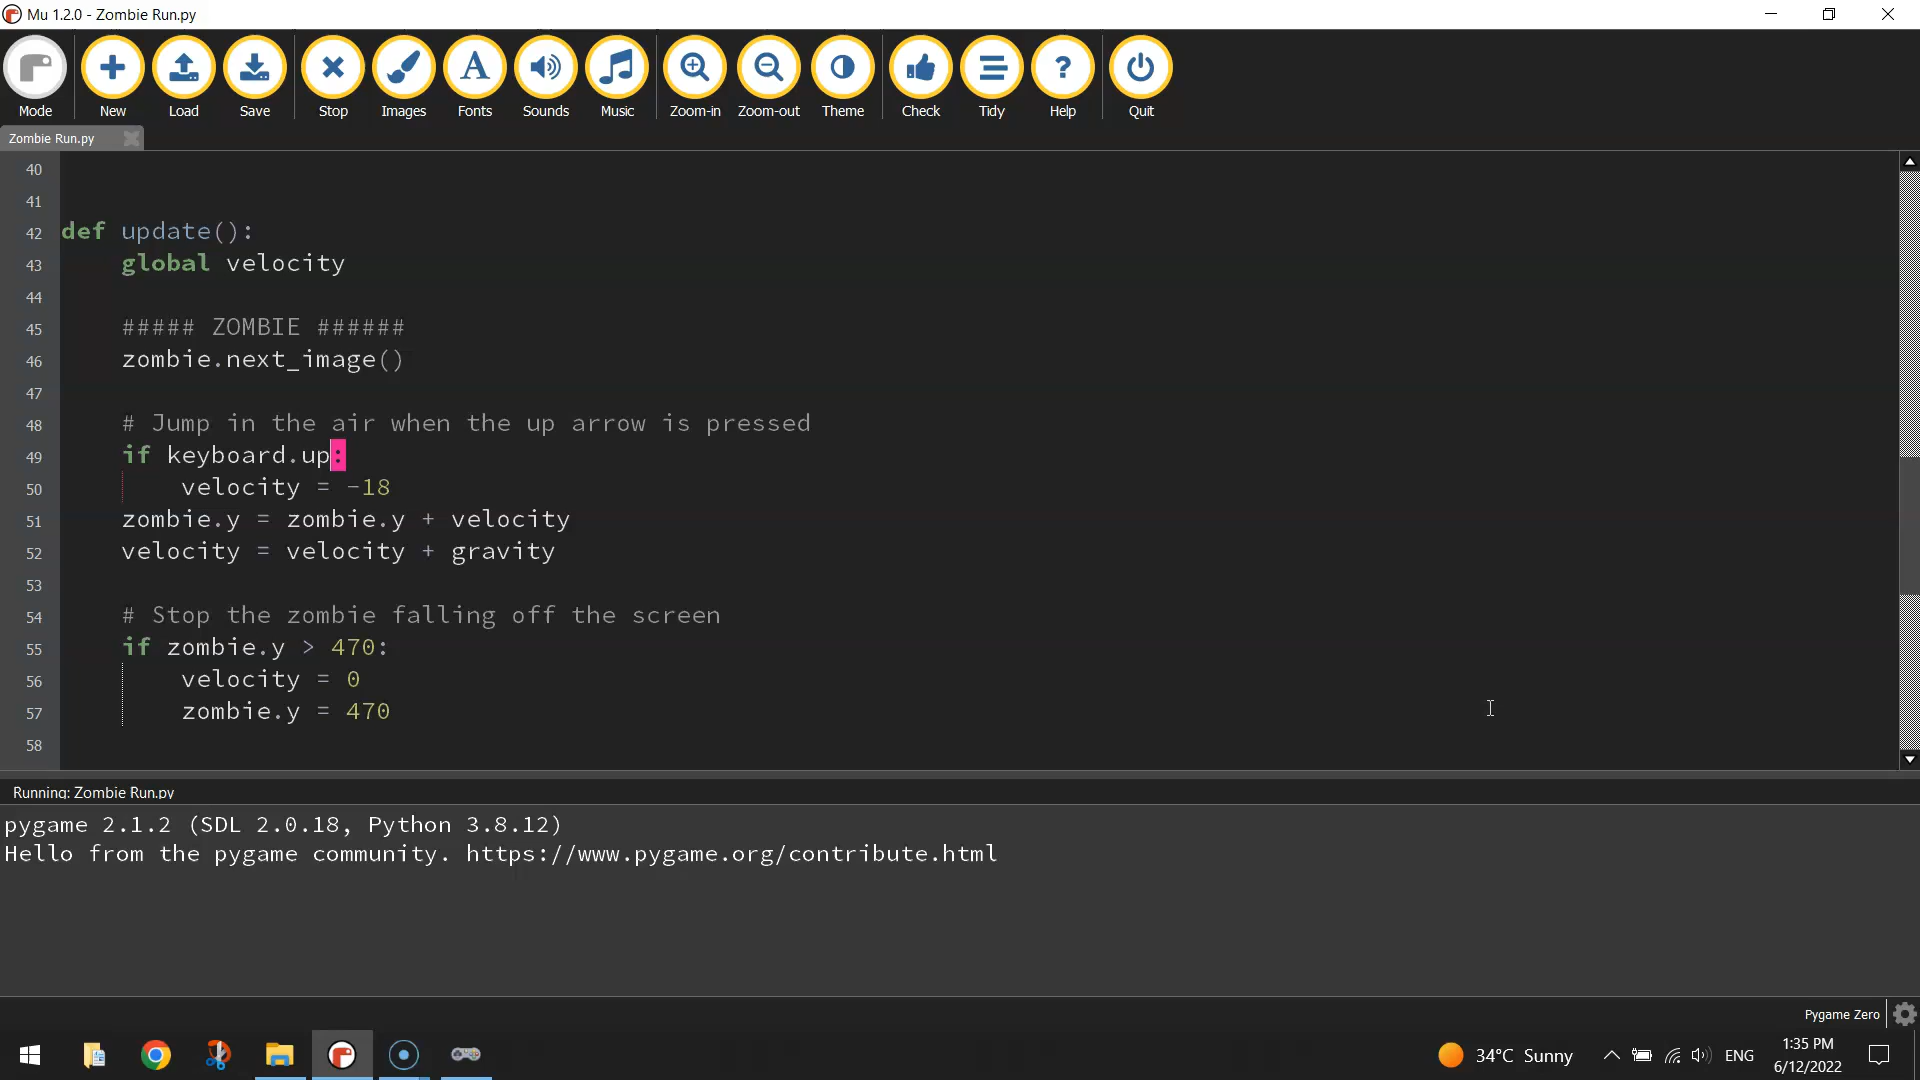 Mu 1.2.0 - Zombie Run.py
Mode New Load Save Stop Images Fonts Sounds Music Zoom-in Zoom-out Theme Check Tidy Help Quit
Zombie Run.py
40
41
42 def update():
43 global velocity
44
45 ##### ZOMBIE ######
46 zombie.next_image()
47
48 # Jump in the air when the up arrow is pressed
49 if keyboard.up:
50 velocity = -18
51 zombie.y = zombie.y + velocity
52 velocity = velocity + gravity
53
54 # Stop the zombie falling off the screen
55 if zombie.y > 470:
56 velocity = 0
57 zombie.y = 470
58
Running: Zombie Run.py
pygame 2.1.2 (SDL 2.0.18, Python 3.8.12)
Hello from the pygame community. https://www.pygame.org/contribute.html
Pygame Zero
34°C Sunny ENG 1:35 PM
6/12/2022